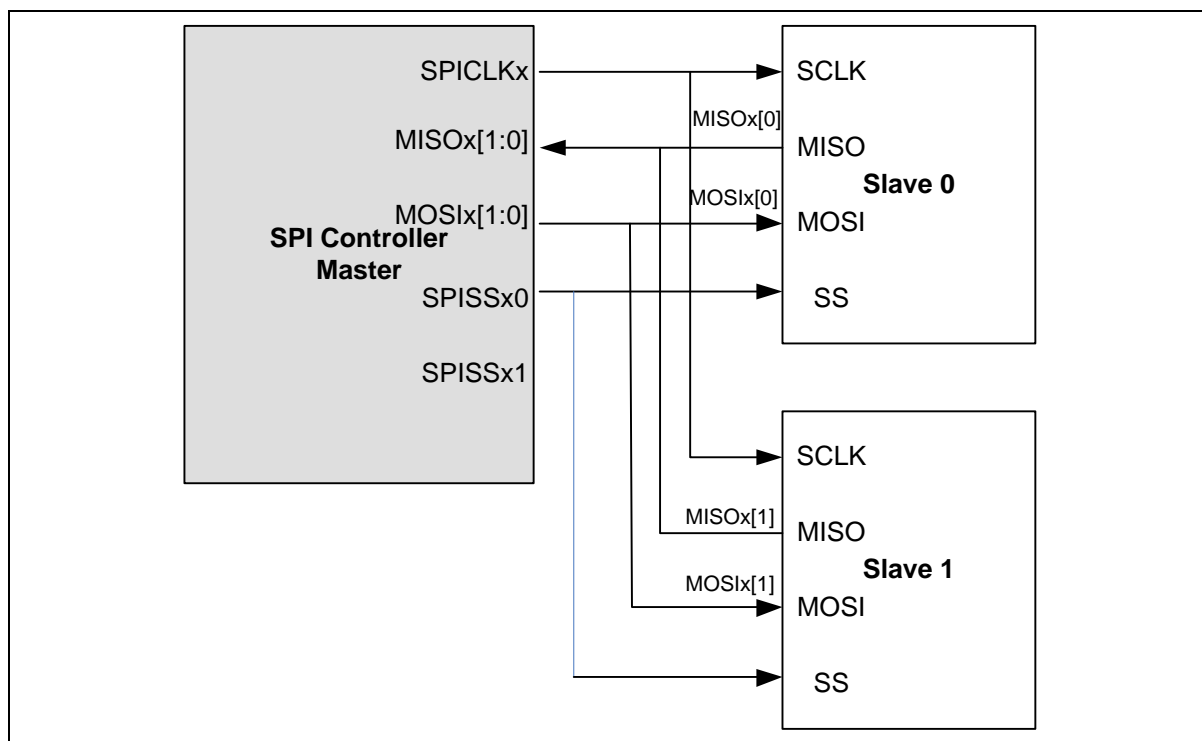 SPICLKx
MISOx[1:0]
MOSIx[1:0]
SPI Controller
Master
SPISSx0
SPISSx1
MISOx[0]
MOSIx[0]
SCLK
MISO
Slave 0
MOSI
SS
MISOx[1]
MOSIx[1]
SCLK
MISO
Slave 1
MOSI
SS